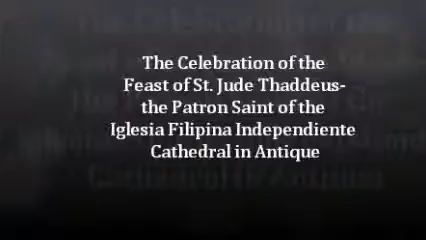 The Celebration of the
Feast of St. Jude Thaddeus-
the Patron Saint of the
Iglesia Filipina Independiente
Cathedral in Antique